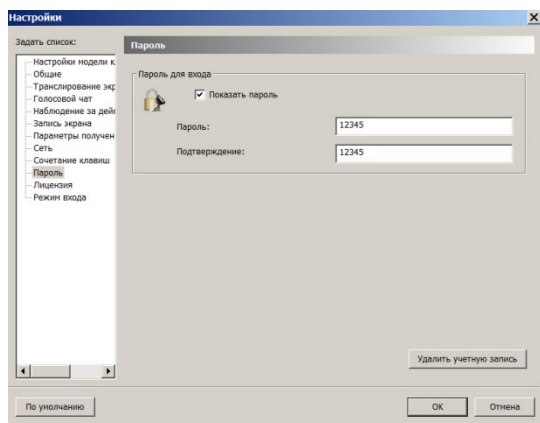 Настройки
Задать список:
Пароль
Настройки модели к
Общие
Транслирование экр
Голосовой чат
Наблюдение за дейс
Запись экрана
Параметры получен
Сеть
Сочетание клавиш
Пароль
Лицензия
Режим входа
Пароль для входа
Показать пароль
Пароль:
12345
Подтверждение:
12345
Удалить учетную запись
По умолчанию
OK
Отмена